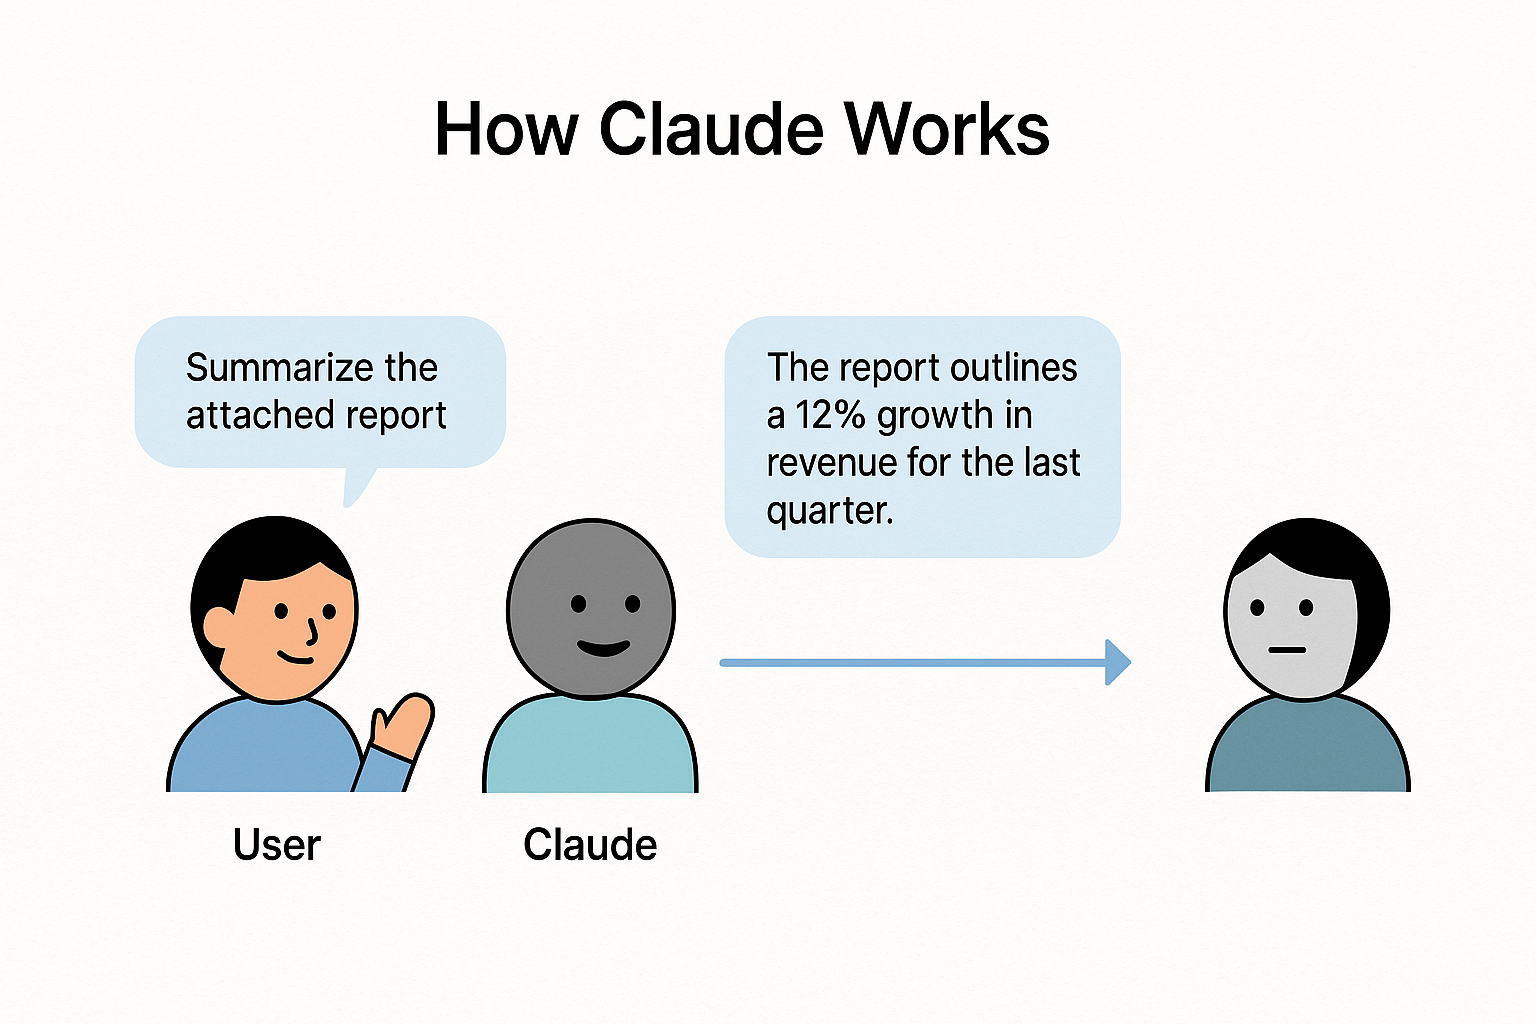 How Claude Works
Summarize the
attached report
The report outlines
a 12% growth in
revenue for the last
quarter.
User
Claude